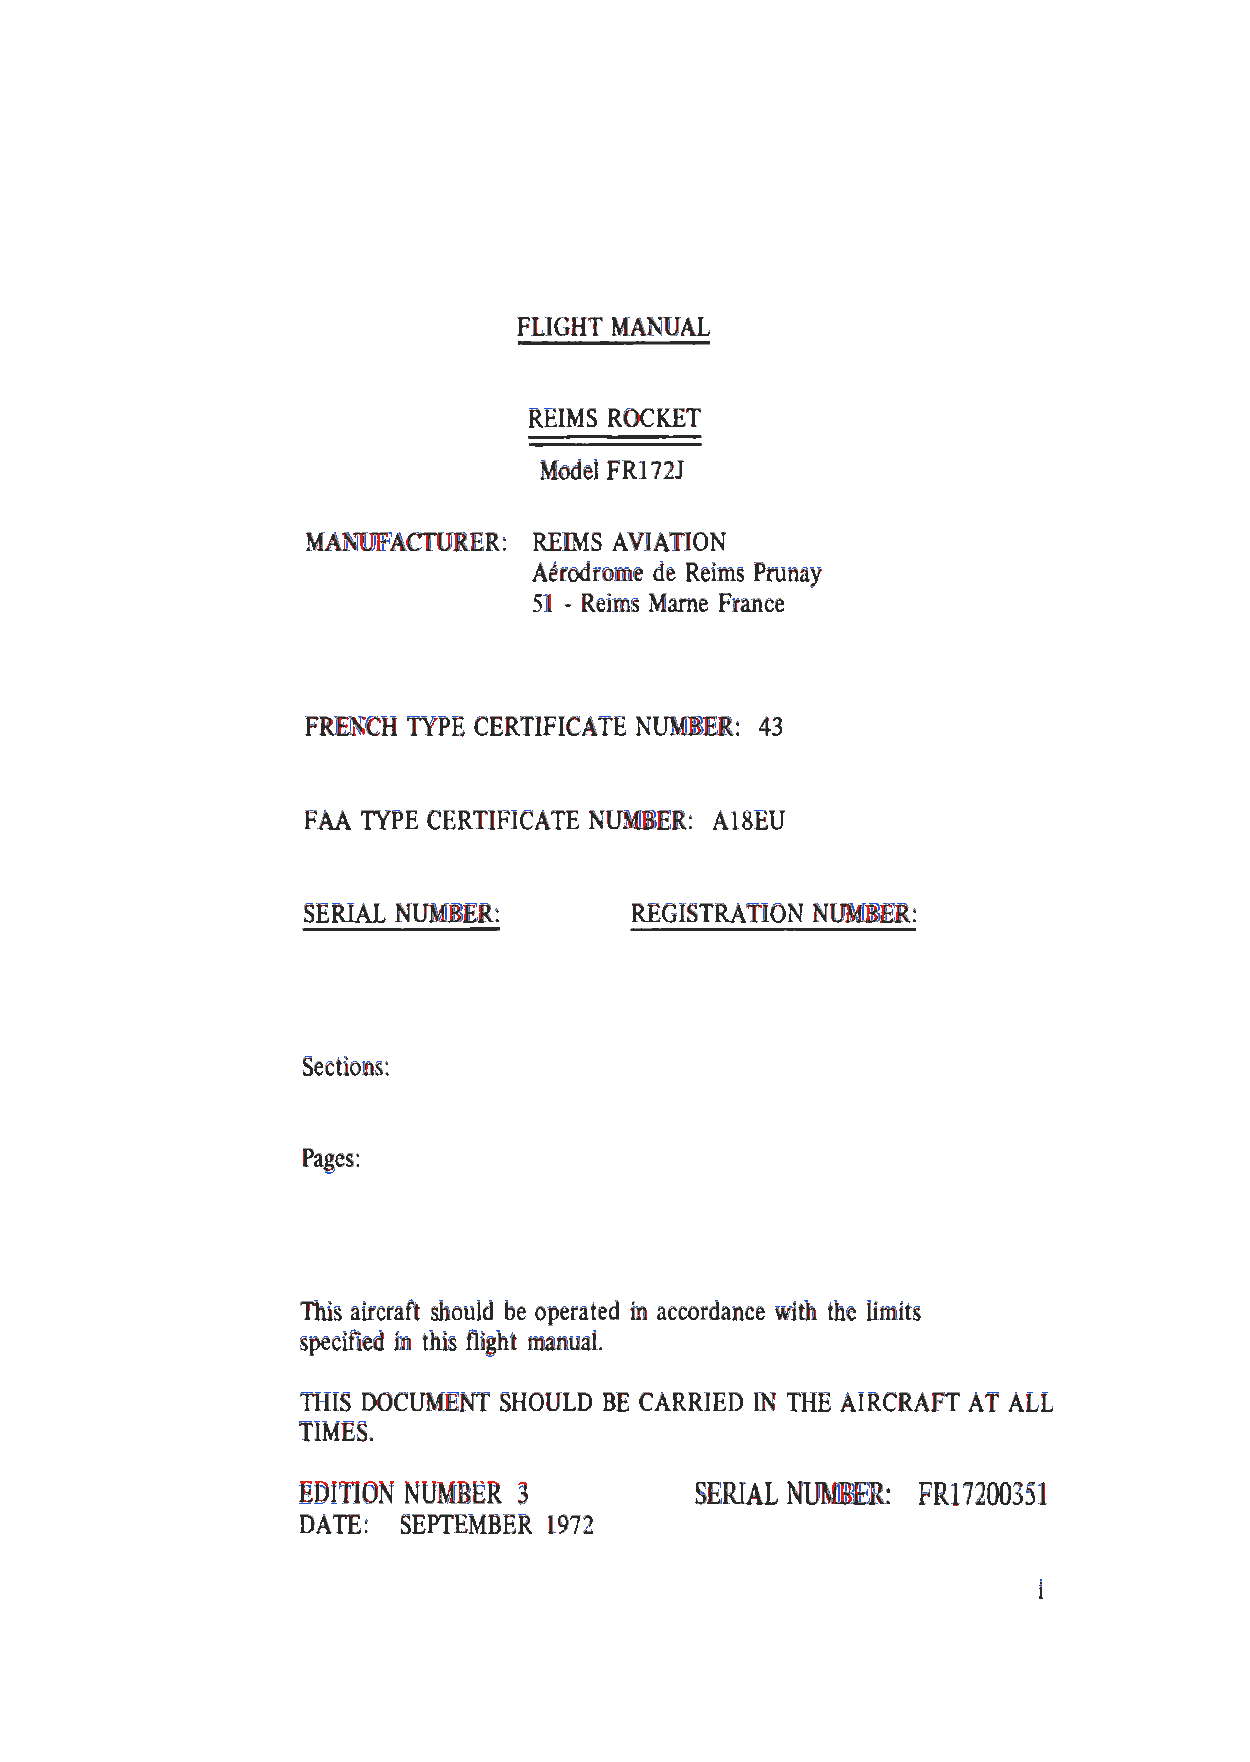 FLIGHT MANUAL
REIMS ROCKET
Model FR172J
MANUFACTURER: REIMS AVIATION
Aérodrome de Reims Prunay
51 - Reims Marne France
FRENCH TYPE CERTIFICATE NUMBER: 43
FAA TYPE CERTIFICATE NUMBER: A18EU
SERIAL NUMBER: REGISTRATION NUMBER:
Sections:
Pages:
This aircraft should be operated in accordance with the limits
specified in this flight manual.
THIS DOCUMENT SHOULD BE CARRIED IN THE AIRCRAFT AT ALL
TIMES.
EDITION NUMBER 3 SERIAL NUMBER: FR17200351
DATE: SEPTEMBER 1972
i